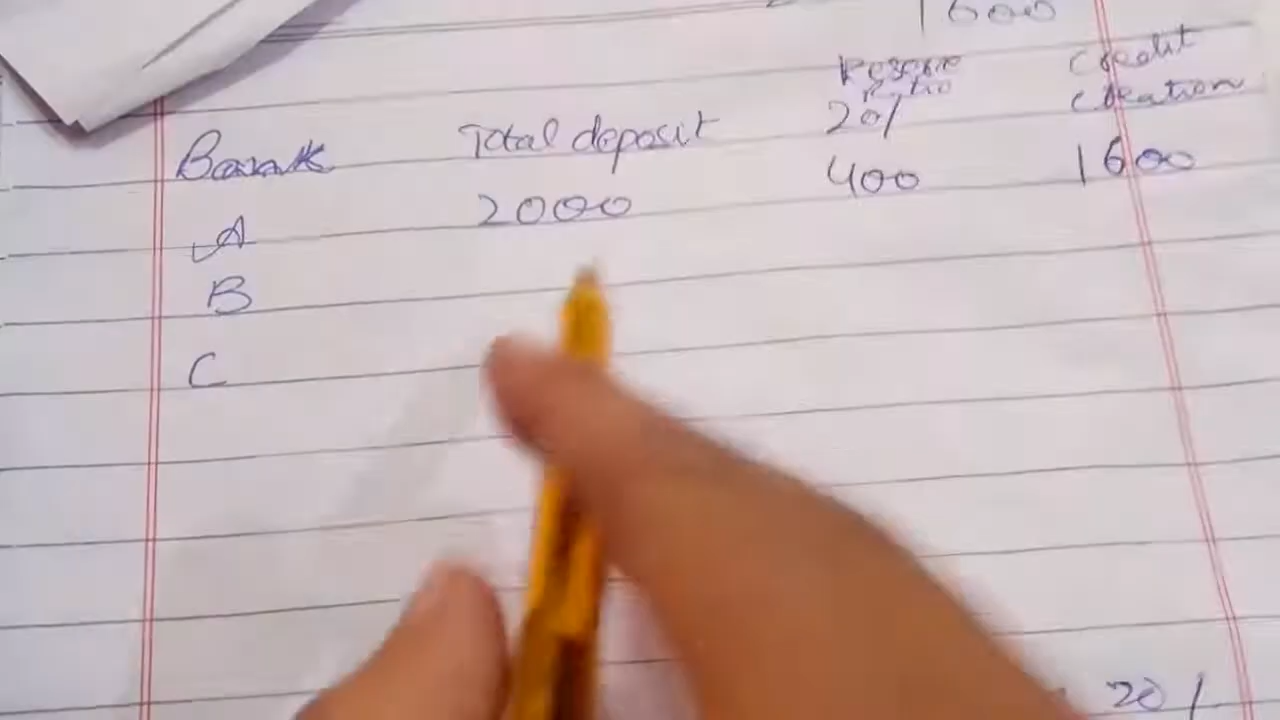 1600
Bank Total deposit Reserve Ratio 20/ Credit Creation
A 2000 400 1600
B
C
20/